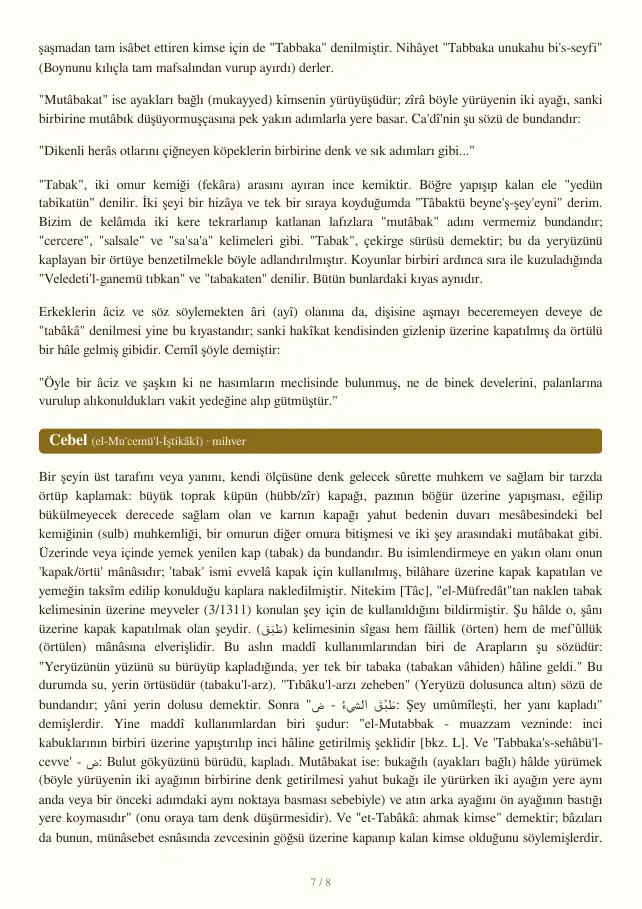 şaşmadan tam isâbet ettiren kimse için de "Tabbaka" denilmiştir. Nihâyet "Tabbaka unukahu bi's-seyfi"
(Boynunu kılıçla tam mafsalından vurup ayırdı) derler.
"Mutâbakat" ise ayakları bağlı (mukayyed) kimsenin yürüyüşüdür; zîrâ böyle yürüyenin iki ayağı, sanki
birbirine mutâbık düşüyormuşçasına pek yakın adımlarla yere basar. Ca'dî'nin şu sözü de bundandır:
"Dikenli herâs otlarını çiğneyen köpeklerin birbirine denk ve sık adımları gibi..."
"Tabak", iki omur kemiği (fekâra) arasını ayıran ince kemiktir. Böğre yapışıp kalan ele "yedün
tabikatün" denilir. İki şeyi bir hizâya ve tek bir sıraya koyduğumda "Tâbaktü beyne'ş-şey'eyni" derim.
Bizim de kelâmda iki kere tekrarlanıp katlanan lafızlara "mutâbak" adını vermemiz bundandır;
"cercere", "salsale" ve "sa'sa'a" kelimeleri gibi. "Tabak", çekirge sürüsü demektir; bu da yeryüzünü
kaplayan bir örtüye benzetilmekle böyle adlandırılmıştır. Koyunlar birbiri ardınca sıra ile kuzuladığında
"Veledeti'l-ganemü tıbkan" ve "tabakaten" denilir. Bütün bunlardaki kıyas aynıdır.
Erkeklerin âciz ve söz söylemekten âri (ayî) olanına da, dişisine aşmayı beceremeyen deveye de
"tabâkâ" denilmesi yine bu kıyastandır; sanki hakîkat kendisinden gizlenip üzerine kapatılmış da örtülü
bir hâle gelmiş gibidir. Cemîl şöyle demiştir:
"Öyle bir âciz ve şaşkın ki ne hasımların meclisinde bulunmuş, ne de binek develerini, palanlarına
vurulup alıkonuldukları vakit yedeğine alıp gütmüştür."
Cebel (el-Mu'cemü'l-İştikâkî) · mihver
Bir şeyin üst tarafını veya yanını, kendi ölçüsüne denk gelecek sûrette muhkem ve sağlam bir tarzda
örtüp kaplamak: büyük toprak küpün (hübb/zîr) kapağı, pazının böğür üzerine yapışması, eğilip
bükülmeyecek derecede sağlam olan ve karnın kapağı yahut bedenin duvarı mesâbesindeki bel
kemiğinin (sulb) muhkemliği, bir omurun diğer omura bitişmesi ve iki şey arasındaki mutâbakat gibi.
Üzerinde veya içinde yemek yenilen kap (tabak) da bundandır. Bu isimlendirmeye en yakın olanı onun
'kapak/örtü' mânâsıdır; 'tabak' ismi evvelâ kapak için kullanılmış, bilâhare üzerine kapak kapatılan ve
yemeğin taksîm edilip konulduğu kaplara nakledilmiştir. Nitekim [Tâc], "el-Müfredât"tan naklen tabak
kelimesinin üzerine meyveler (3/1311) konulan şey için de kullanıldığını bildirmiştir. Şu hâlde o, şânı
üzerine kapak kapatılmak olan şeydir. (طَبَق) kelimesinin sîgası hem fâillik (örten) hem de mef'ûllük
(örtülen) mânâsına elverişlidir. Bu aslın maddî kullanımlarından biri de Arapların şu sözüdür:
"Yeryüzünün yüzünü su bürüyüp kapladığında, yer tek bir tabaka (tabakan vâhiden) hâline geldi." Bu
durumda su, yerin örtüsüdür (tabaku'l-arz). "Tıbâku'l-arzı zeheben" (Yeryüzü dolusunca altın) sözü de
bundandır; yâni yerin dolusu demektir. Sonra "طَبَّقَ الشيءُ - ض: Şey umûmîleşti, her yanı kapladı"
demişlerdir. Yine maddî kullanımlardan biri şudur: "el-Mutabbak - muazzam vezninde: inci
kabuklarının birbiri üzerine yapıştırılıp inci hâline getirilmiş şeklidir [bkz. L]. Ve 'Tabbaka's-sehâbü'l-
cevve' - ض: Bulut gökyüzünü bürüdü, kapladı. Mutâbakat ise: bukağılı (ayakları bağlı) hâlde yürümek
(böyle yürüyenin iki ayağının birbirine denk getirilmesi yahut bukağı ile yürürken iki ayağın yere aynı
anda veya bir önceki adımdaki aynı noktaya basması sebebiyle) ve atın arka ayağını ön ayağının bastığı
yere koymasıdır" (onu oraya tam denk düşürmesidir). Ve "et-Tabâkâ: ahmak kimse" demektir; bâzıları
da bunun, münâsebet esnâsında zevcesinin göğsü üzerine kapanıp kalan kimse olduğunu söylemişlerdir.
7 / 8